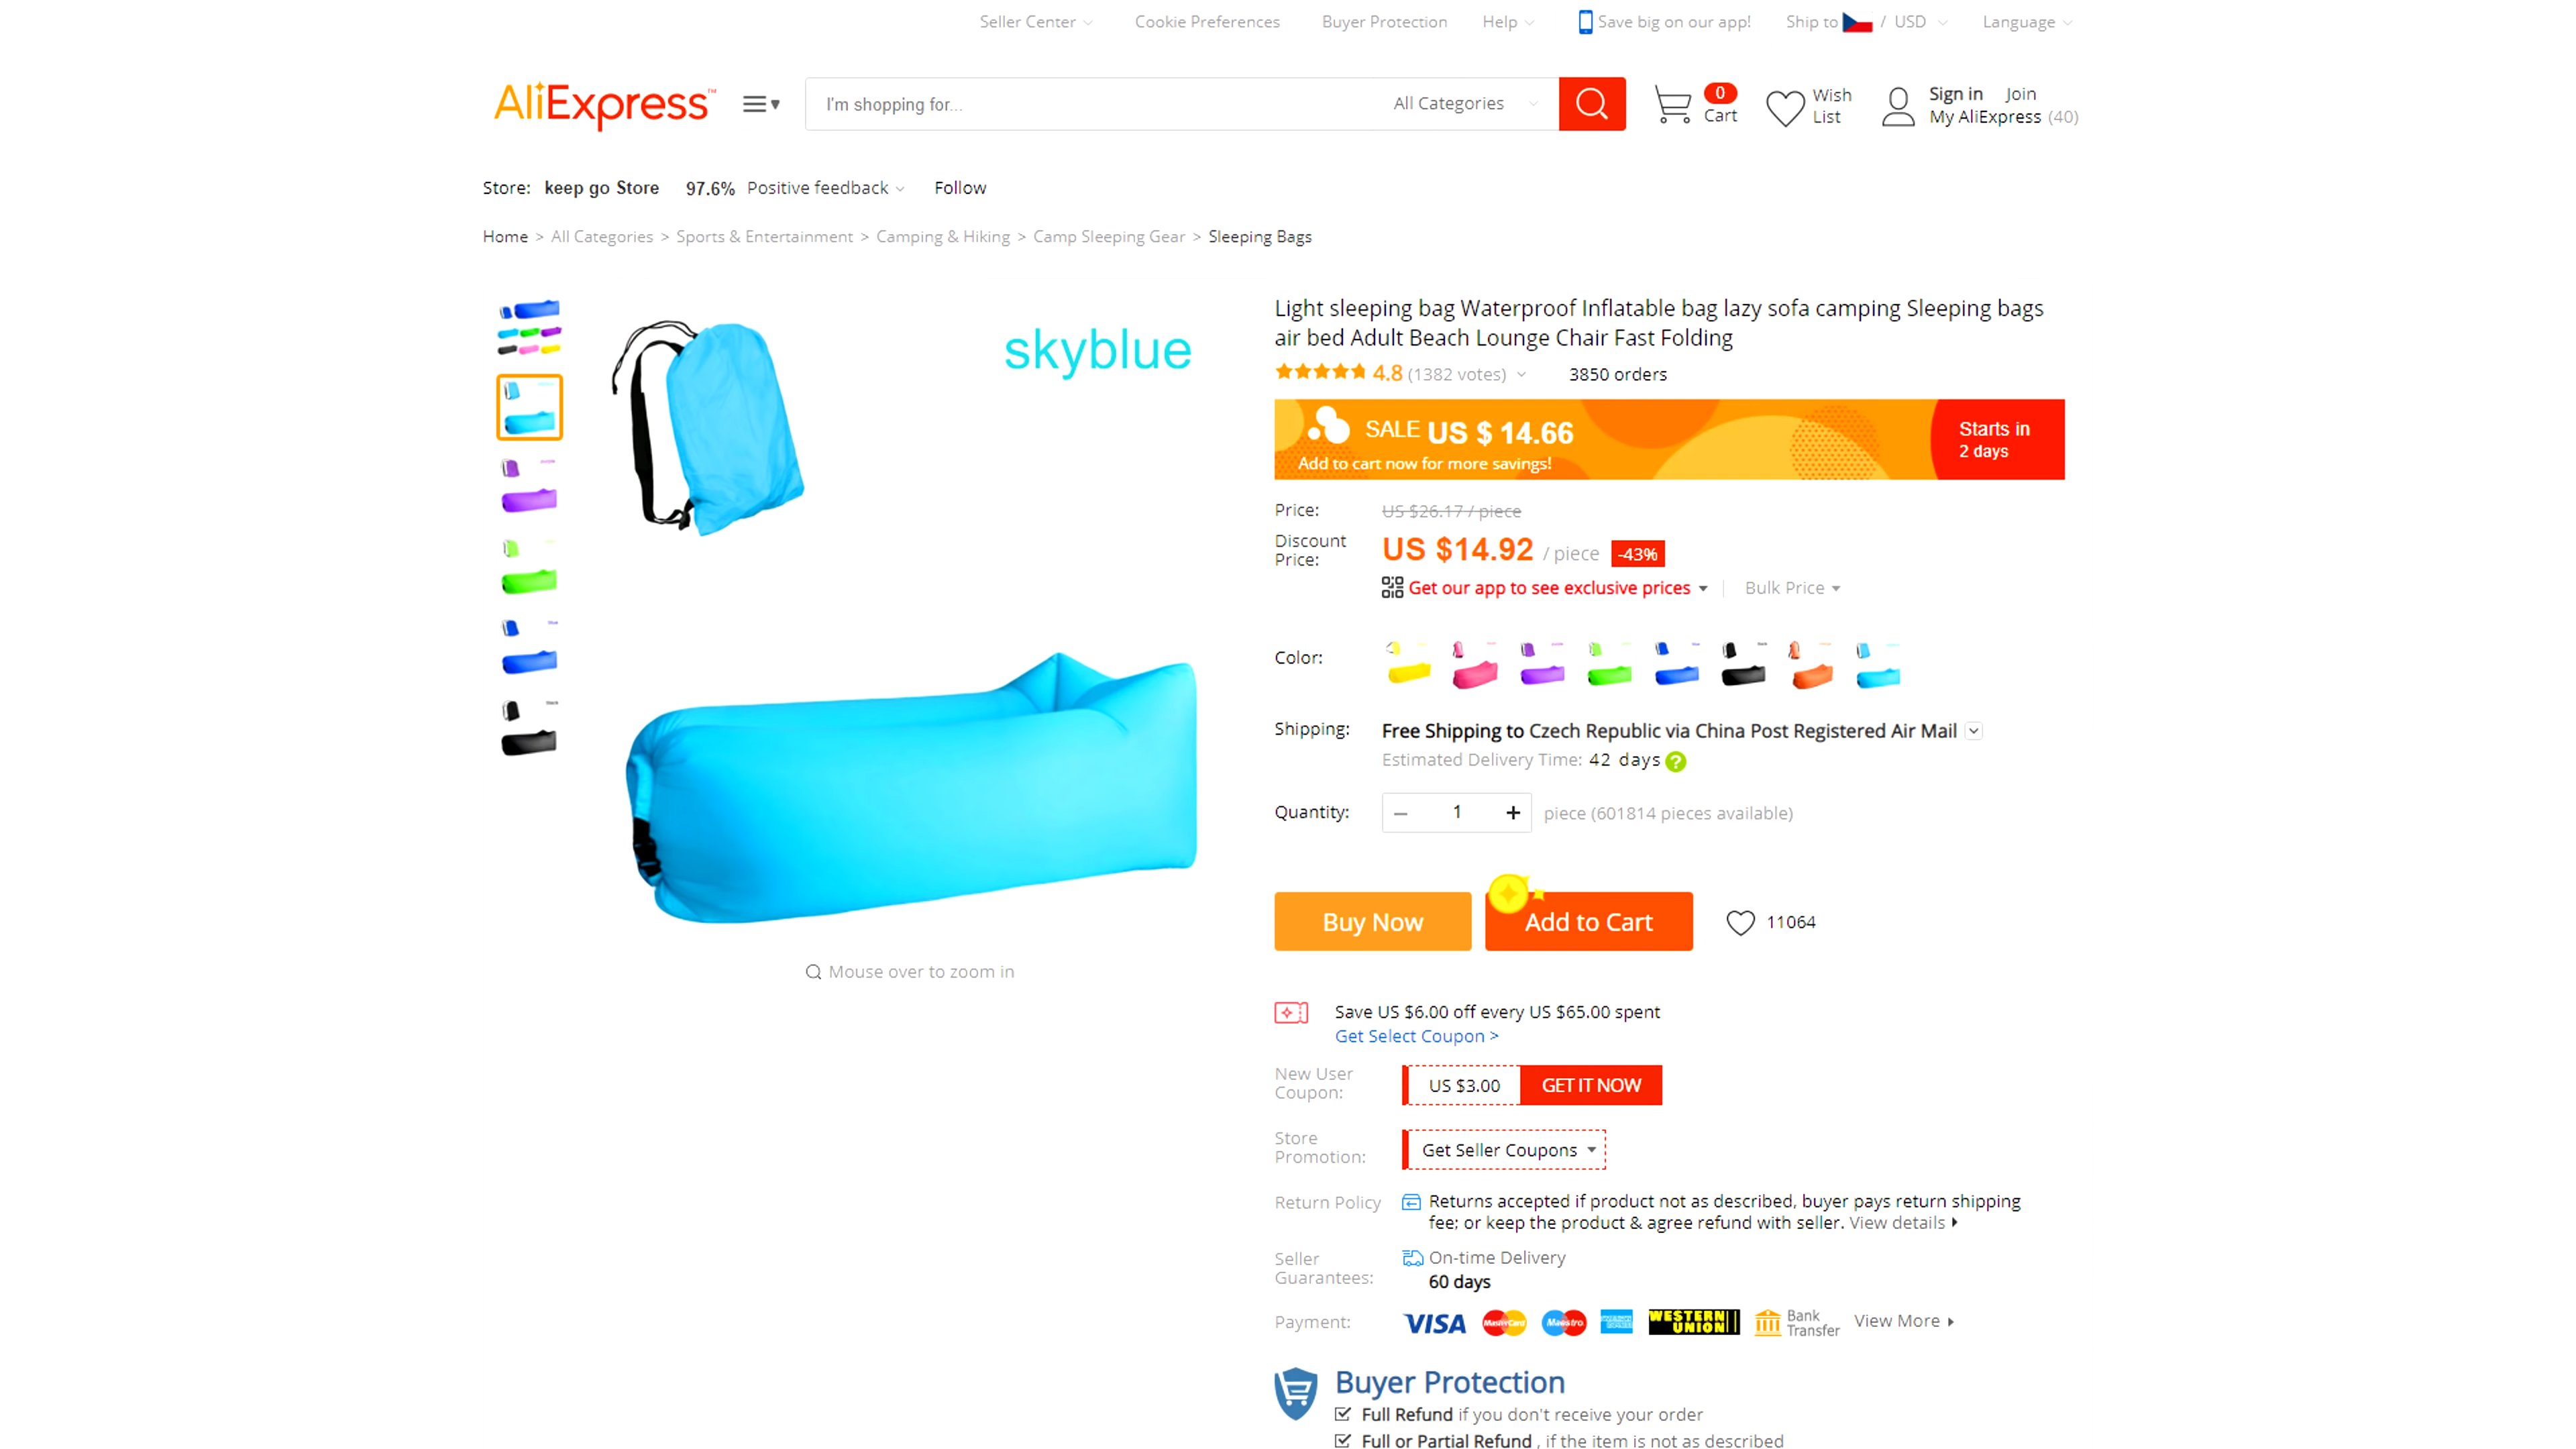 Seller Center
Cookie Preferences
Buyer Protection
Help
Save big on our app!
Ship to / USD
Language
AliExpress™
I'm shopping for...
All Categories
0
Cart
Wish
List
Sign in Join
My AliExpress (40)
Store: keep go Store 97.6% Positive feedback Follow
Home > All Categories > Sports & Entertainment > Camping & Hiking > Camp Sleeping Gear > Sleeping Bags
skyblue
Mouse over to zoom in
Light sleeping bag Waterproof Inflatable bag lazy sofa camping Sleeping bags
air bed Adult Beach Lounge Chair Fast Folding
4.8 (1382 votes) 3850 orders
SALE US $ 14.66
Add to cart now for more savings!
Starts in
2 days
Price: US $26.17 / piece
Discount
Price:
US $14.92 / piece -43%
Get our app to see exclusive prices
Bulk Price
Color:
Shipping: Free Shipping to Czech Republic via China Post Registered Air Mail
Estimated Delivery Time: 42 days ?
Quantity: – 1 + piece (601814 pieces available)
Buy Now
Add to Cart
11064
Save US $6.00 off every US $65.00 spent
Get Select Coupon >
New User
Coupon:
US $3.00 GET IT NOW
Store
Promotion:
Get Seller Coupons
Return Policy
Returns accepted if product not as described, buyer pays return shipping
fee; or keep the product & agree refund with seller. View details
Seller
Guarantees:
On-time Delivery
60 days
Payment:
VISA
MasterCard
Maestro
WESTERN
UNION
Bank
Transfer
View More
Buyer Protection
Full Refund if you don't receive your order
Full or Partial Refund , if the item is not as described